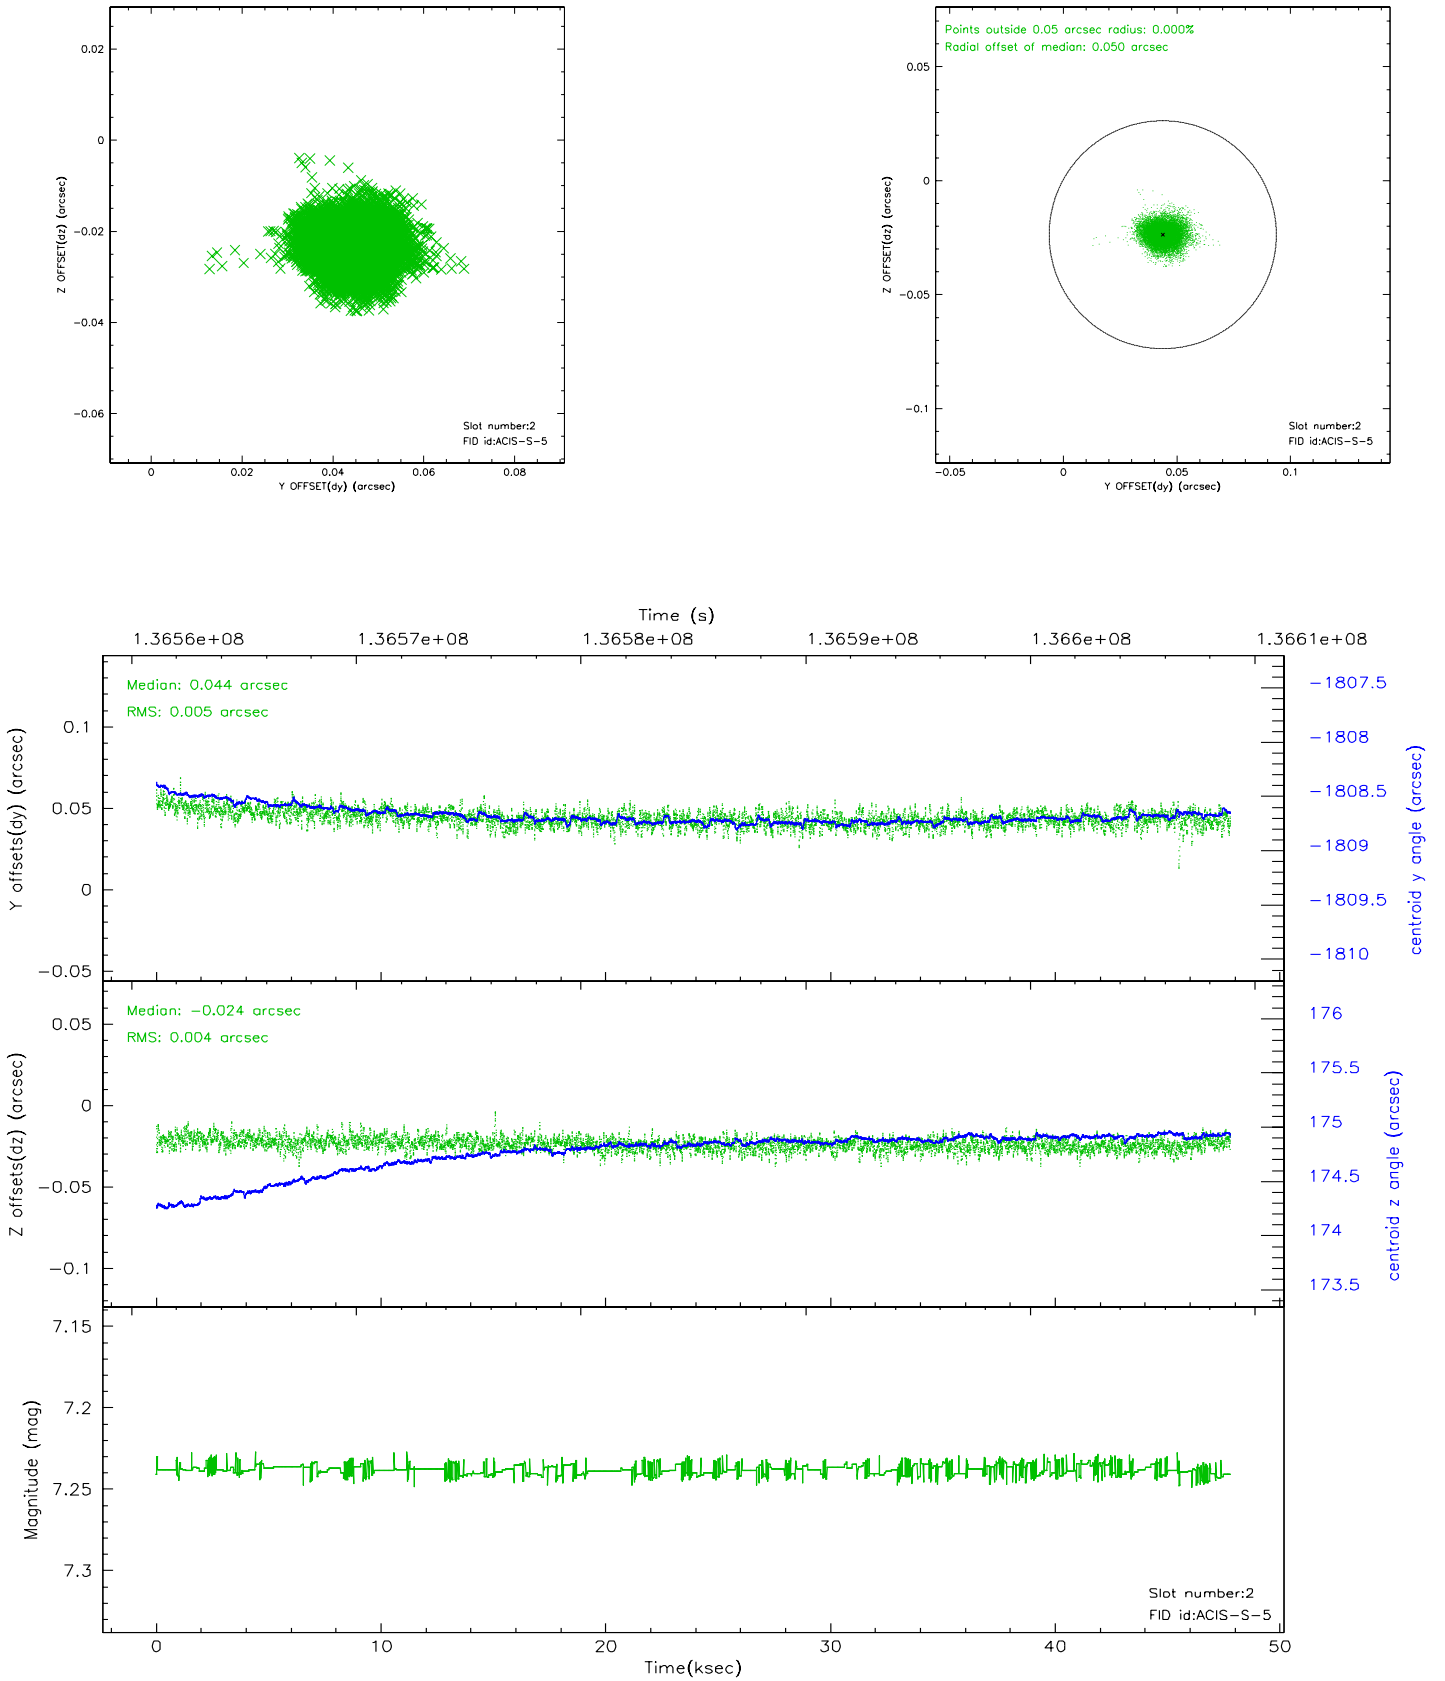 0.02
0
-0.02
-0.04
-0.06
Z OFFSET(dz) (arcsec)
0
0.02
0.04
0.06
0.08
Y OFFSET(dy) (arcsec)
Slot number:2
FID id:ACIS-S-5
Points outside 0.05 arcsec radius: 0.000%
Radial offset of median: 0.050 arcsec
0.05
0
-0.05
-0.1
Z OFFSET(dz) (arcsec)
-0.05
0
0.05
0.1
Y OFFSET(dy) (arcsec)
Slot number:2
FID id:ACIS-S-5
Time (s)
1.3656e+08
1.3657e+08
1.3658e+08
1.3659e+08
1.366e+08
1.3661e+08
Median: 0.044 arcsec
RMS: 0.005 arcsec
0.1
0.05
0
-0.05
Y offsets(dy) (arcsec)
-1807.5
-1808
-1808.5
-1809
-1809.5
-1810
centroid y angle (arcsec)
Median: -0.024 arcsec
RMS: 0.004 arcsec
0.05
0
-0.05
-0.1
Z offsets(dz) (arcsec)
176
175.5
175
174.5
174
173.5
centroid z angle (arcsec)
7.15
7.2
7.25
7.3
Magnitude (mag)
Slot number:2
FID id:ACIS-S-5
0
10
20
30
40
50
Time(ksec)